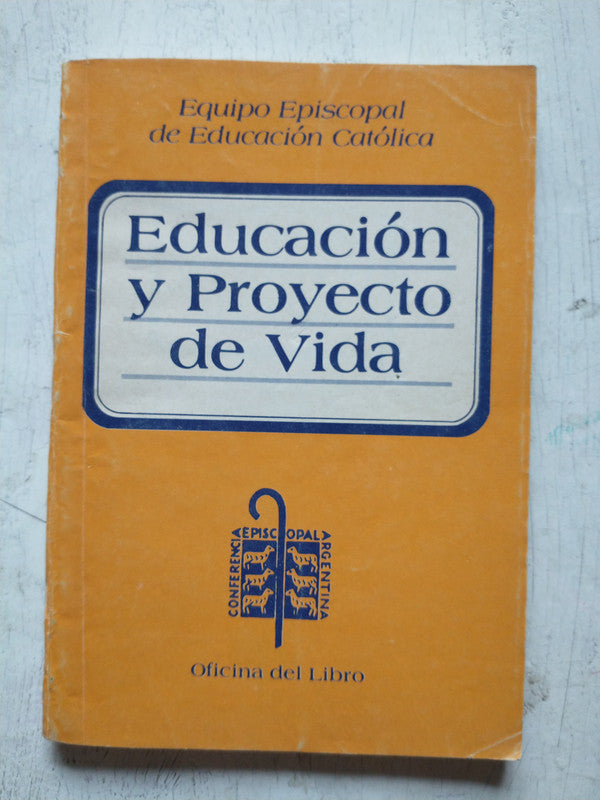 Equipo Episcopal
de Educación Católica
Educación
y Proyecto
de Vida
CONFERENCIA
EPISCOPAL
ARGENTINA
Oficina del Libro